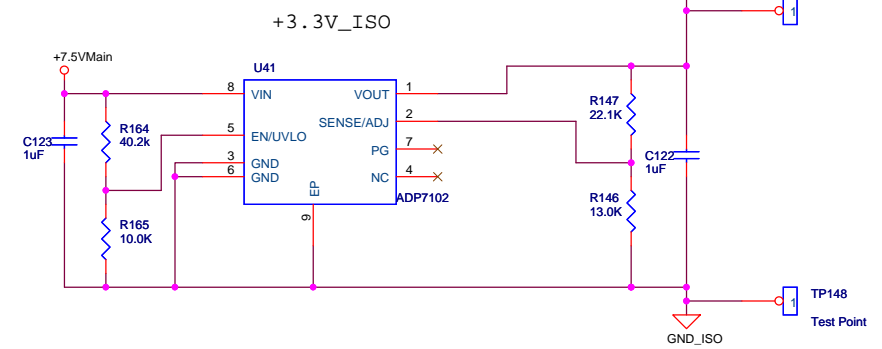 +3.3V_ISO
1
+7.5VMain
U41
8 VIN VOUT 1
SENSE/ADJ 2
5 EN/UVLO
PG 7
3 GND
6 GND
NC 4
EP
9
ADP7102
C123
1uF
R164
40.2k
R165
10.0K
R147
22.1K
C122
1uF
R146
13.0K
1
TP148
Test Point
GND_ISO